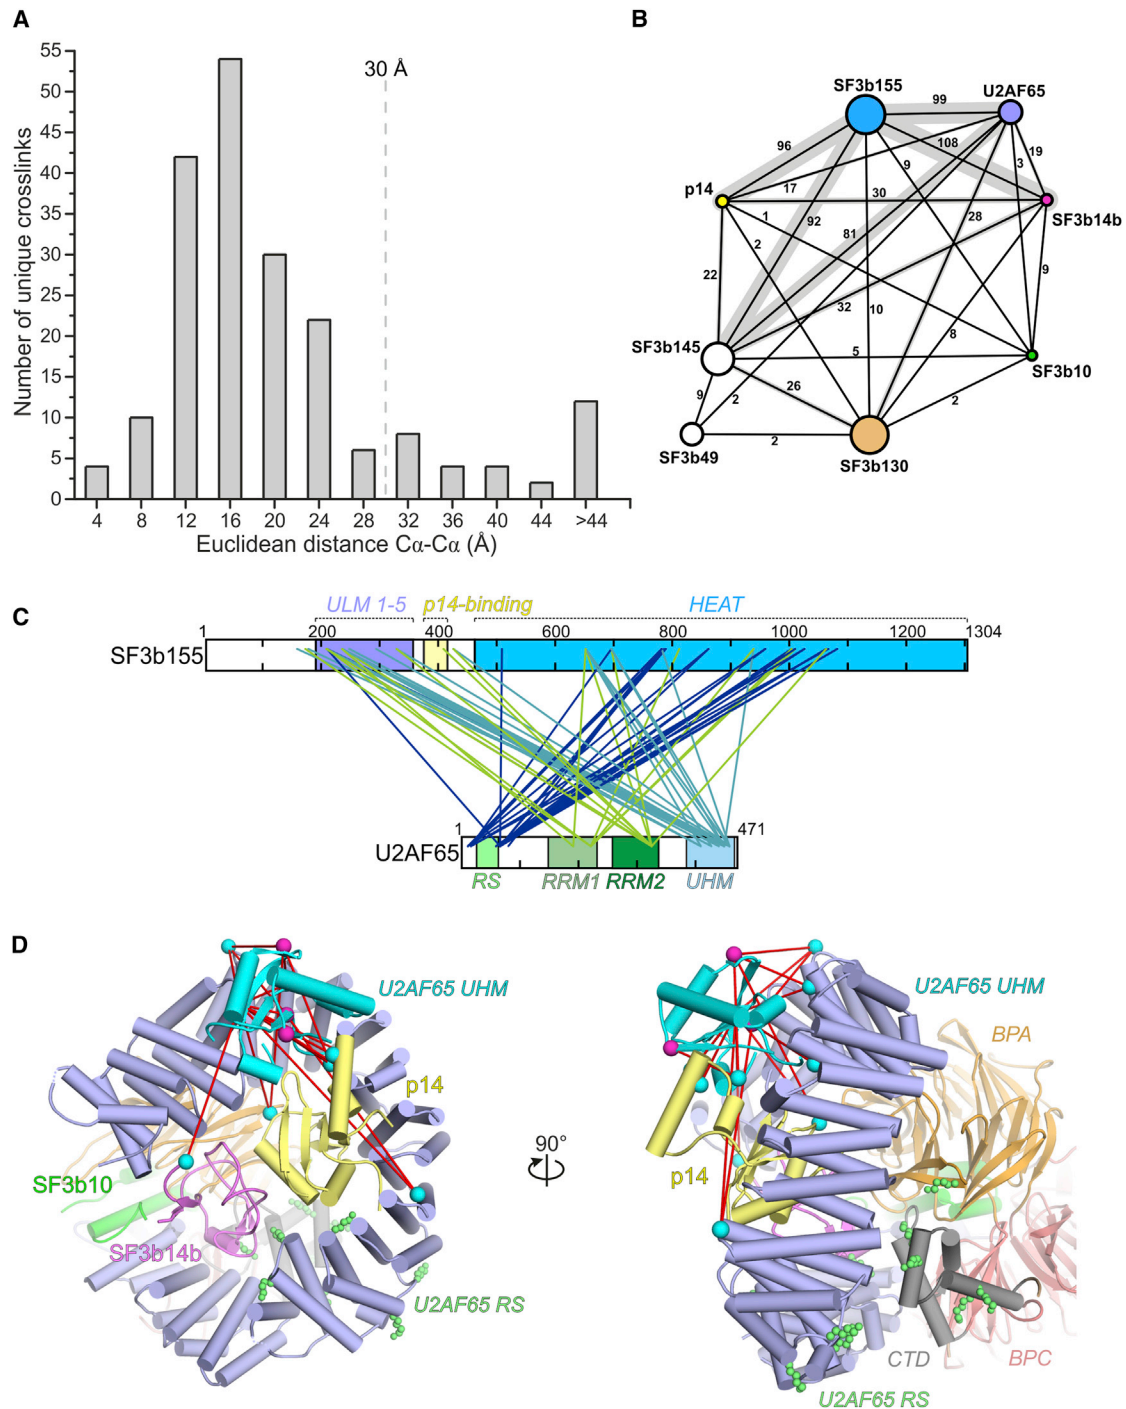 A
55
50
45
40
35
30
25
20
15
10
5
0
Number of unique crosslinks
30 Å
4 8 12 16 20 24 28 32 36 40 44 >44
Euclidean distance Cα-Cα (Å)
B
SF3b155
U2AF65
99
96
108
9
3
19
p14
17
30
SF3b14b
1
92
28
2
81
22
9
32
10
SF3b145
5
8
SF3b10
26
9
2
2
SF3b49
2
SF3b130
C
ULM 1-5
p14-binding
HEAT
1 200 400 600 800 1000 1200 1304
SF3b155
1
471
U2AF65
RS
RRM1
RRM2
UHM
D
U2AF65 UHM
p14
SF3b10
SF3b14b
U2AF65 RS
90°
U2AF65 UHM
BPA
p14
CTD
BPC
U2AF65 RS